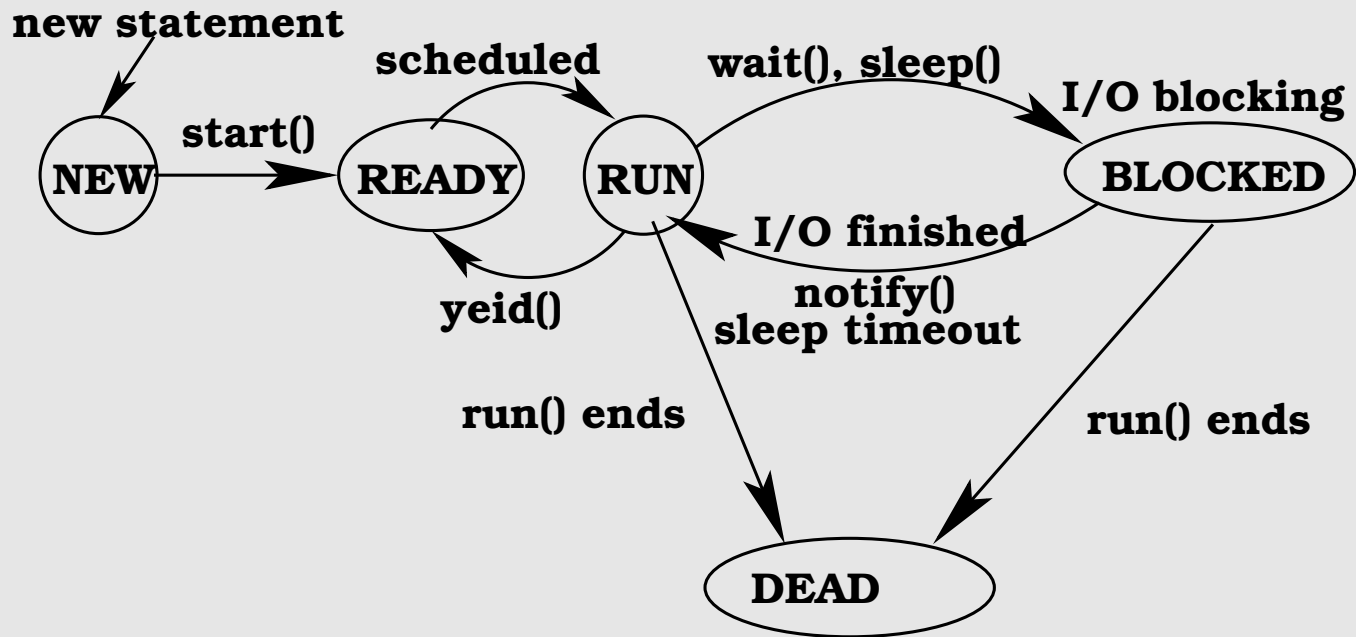 new statement
scheduled
wait(), sleep()
I/O blocking
start()
NEW
READY
RUN
BLOCKED
I/O finished
notify()
sleep timeout
yeid()
run() ends
run() ends
DEAD